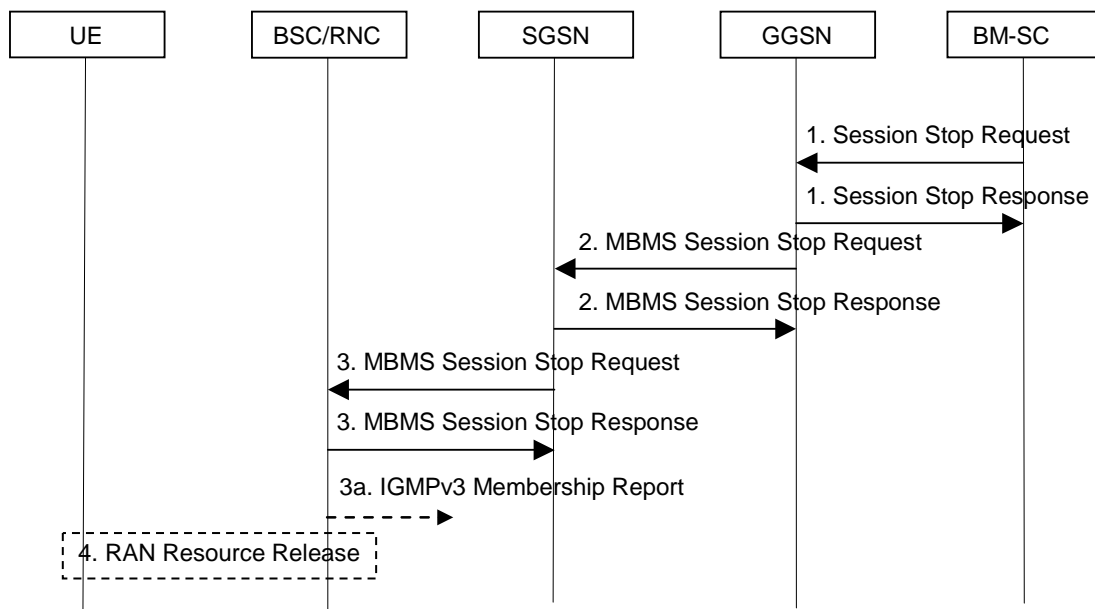 UE
BSC/RNC
SGSN
GGSN
BM-SC
1. Session Stop Request
1. Session Stop Response
2. MBMS Session Stop Request
2. MBMS Session Stop Response
3. MBMS Session Stop Request
3. MBMS Session Stop Response
3a. IGMPv3 Membership Report
4. RAN Resource Release